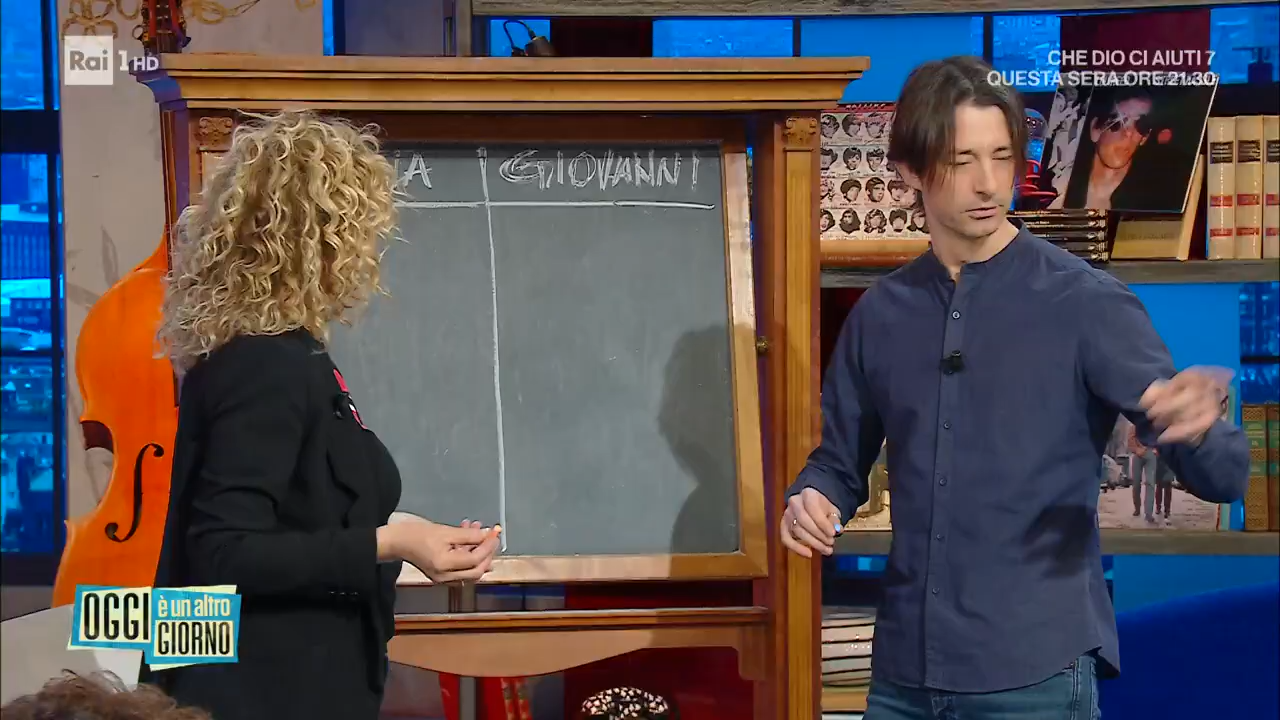 Rai 1 HD
CHE DIO CI AIUTI 7
QUESTA SERA ORE 21:30
A GIOVANNI
OGGI
è un altro
GIORNO